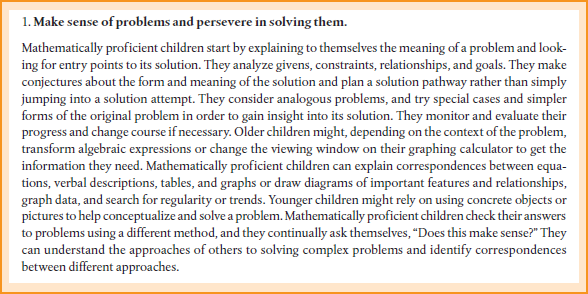 1. Make sense of problems and persevere in solving them.
Mathematically proficient children start by explaining to themselves the meaning of a problem and look-
ing for entry points to its solution. They analyze givens, constraints, relationships, and goals. They make
conjectures about the form and meaning of the solution and plan a solution pathway rather than simply
jumping into a solution attempt. They consider analogous problems, and try special cases and simpler
forms of the original problem in order to gain insight into its solution. They monitor and evaluate their
progress and change course if necessary. Older children might, depending on the context of the problem,
transform algebraic expressions or change the viewing window on their graphing calculator to get the
information they need. Mathematically proficient children can explain correspondences between equa-
tions, verbal descriptions, tables, and graphs or draw diagrams of important features and relationships,
graph data, and search for regularity or trends. Younger children might rely on using concrete objects or
pictures to help conceptualize and solve a problem. Mathematically proficient children check their answers
to problems using a different method, and they continually ask themselves, “Does this make sense?” They
can understand the approaches of others to solving complex problems and identify correspondences
between different approaches.